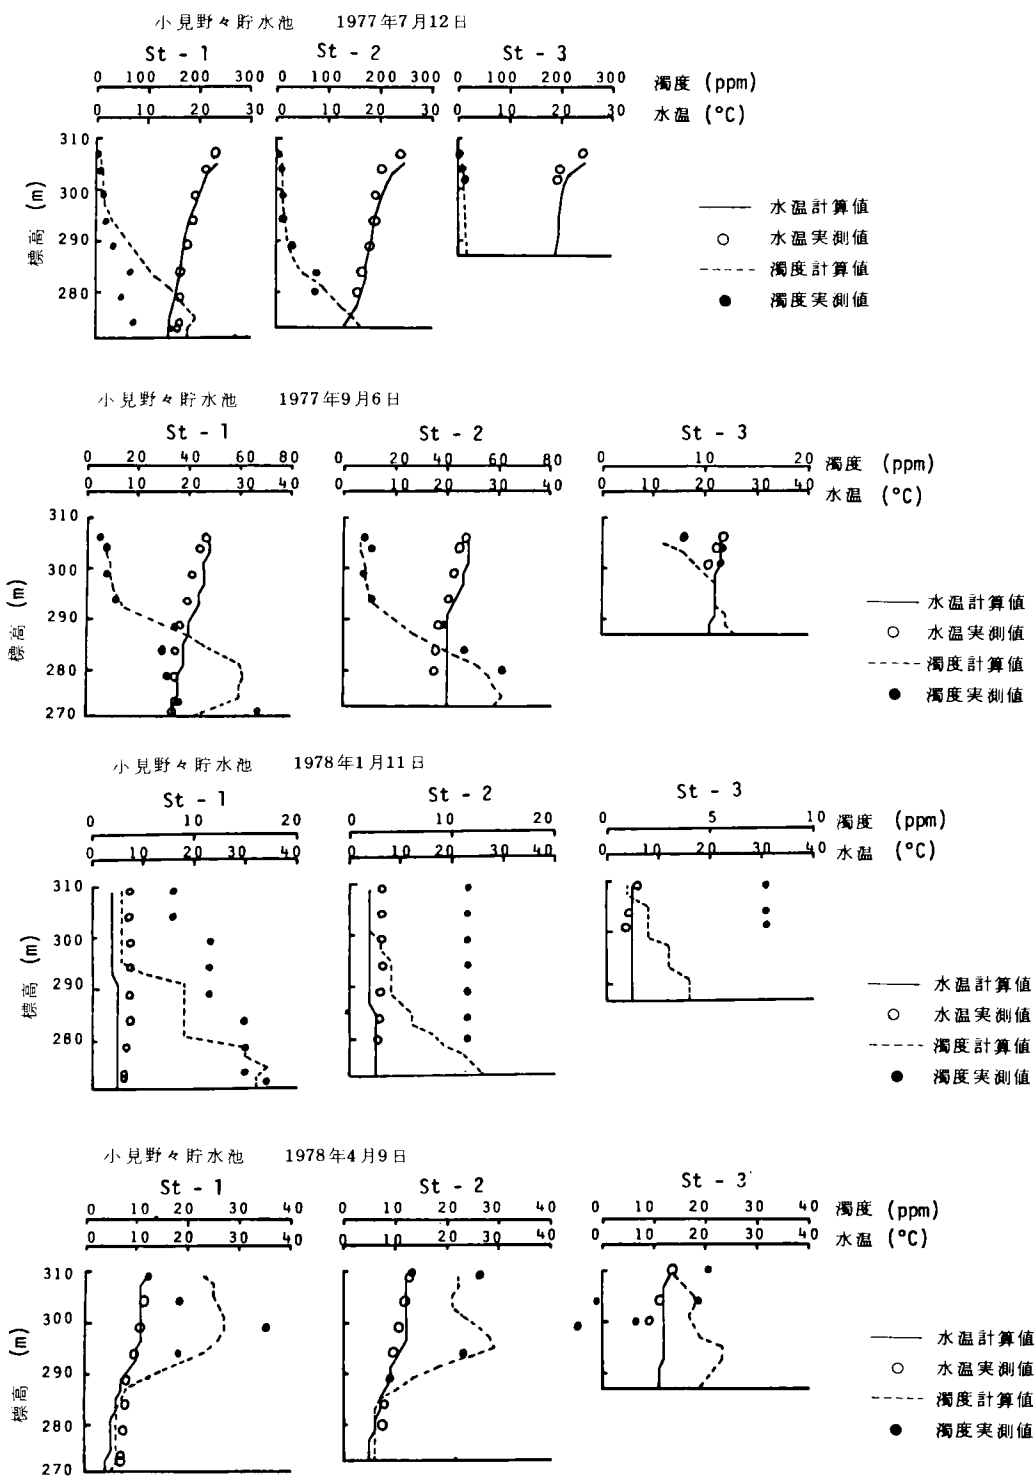 小見野々貯水池 1977年7月12日
St - 1 St - 2 St - 3
0 100 200 300 0 100 200 300 0 100 200 300 濁度 (ppm)
0 10 20 30 0 10 20 30 0 10 20 30 水温 (°C)
310
300
290
280
標高 (m)
水温計算値
水温実測値
濁度計算値
濁度実測値
小見野々貯水池 1977年9月6日
St - 1 St - 2 St - 3
0 20 40 60 80 0 20 40 60 80 0 10 20 濁度 (ppm)
0 10 20 30 40 0 10 20 30 40 0 10 20 30 40 水温 (°C)
310
300
290
280
270
標高 (m)
水温計算値
水温実測値
濁度計算値
濁度実測値
小見野々貯水池 1978年1月11日
St - 1 St - 2 St - 3
0 10 20 0 10 20 0 5 10 濁度 (ppm)
0 10 20 30 40 0 10 20 30 40 0 10 20 30 40 水温 (°C)
310
300
290
280
標高 (m)
水温計算値
水温実測値
濁度計算値
濁度実測値
小見野々貯水池 1978年4月9日
St - 1 St - 2 St - 3
0 10 20 30 40 0 10 20 30 40 0 10 20 30 40 濁度 (ppm)
0 10 20 30 40 0 10 20 30 40 0 10 20 30 40 水温 (°C)
310
300
290
280
270
標高 (m)
水温計算値
水温実測値
濁度計算値
濁度実測値